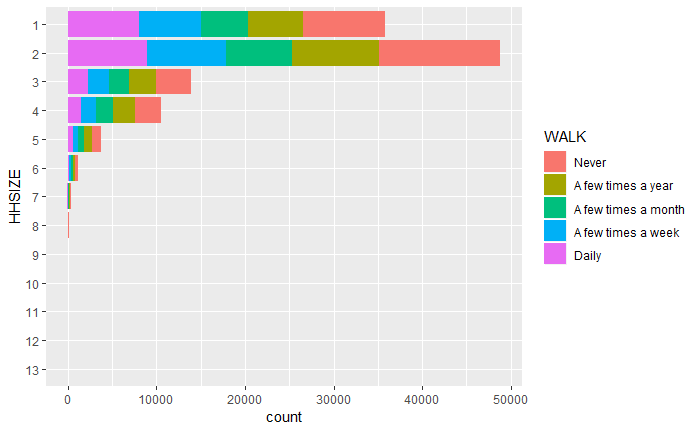 HHSIZE
1
2
3
4
5
6
7
8
9
10
11
12
13
0
10000
20000
30000
40000
50000
count
WALK
Never
A few times a year
A few times a month
A few times a week
Daily